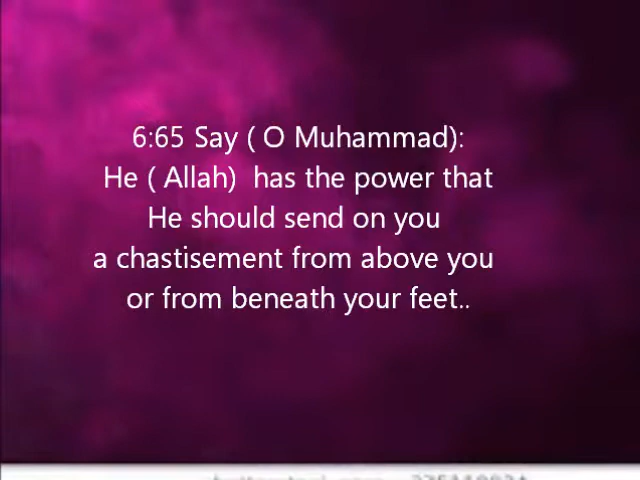 6:65 Say ( O Muhammad):
He ( Allah)  has the power that
He should send on you
a chastisement from above you
or from beneath your feet..